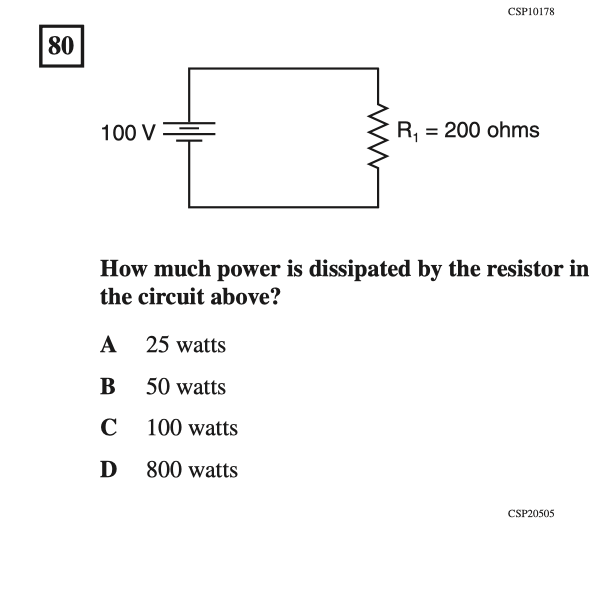 CSP10178
80
100 V
R₁ = 200 ohms
How much power is dissipated by the resistor in
the circuit above?
A 25 watts
B 50 watts
C 100 watts
D 800 watts
CSP20505